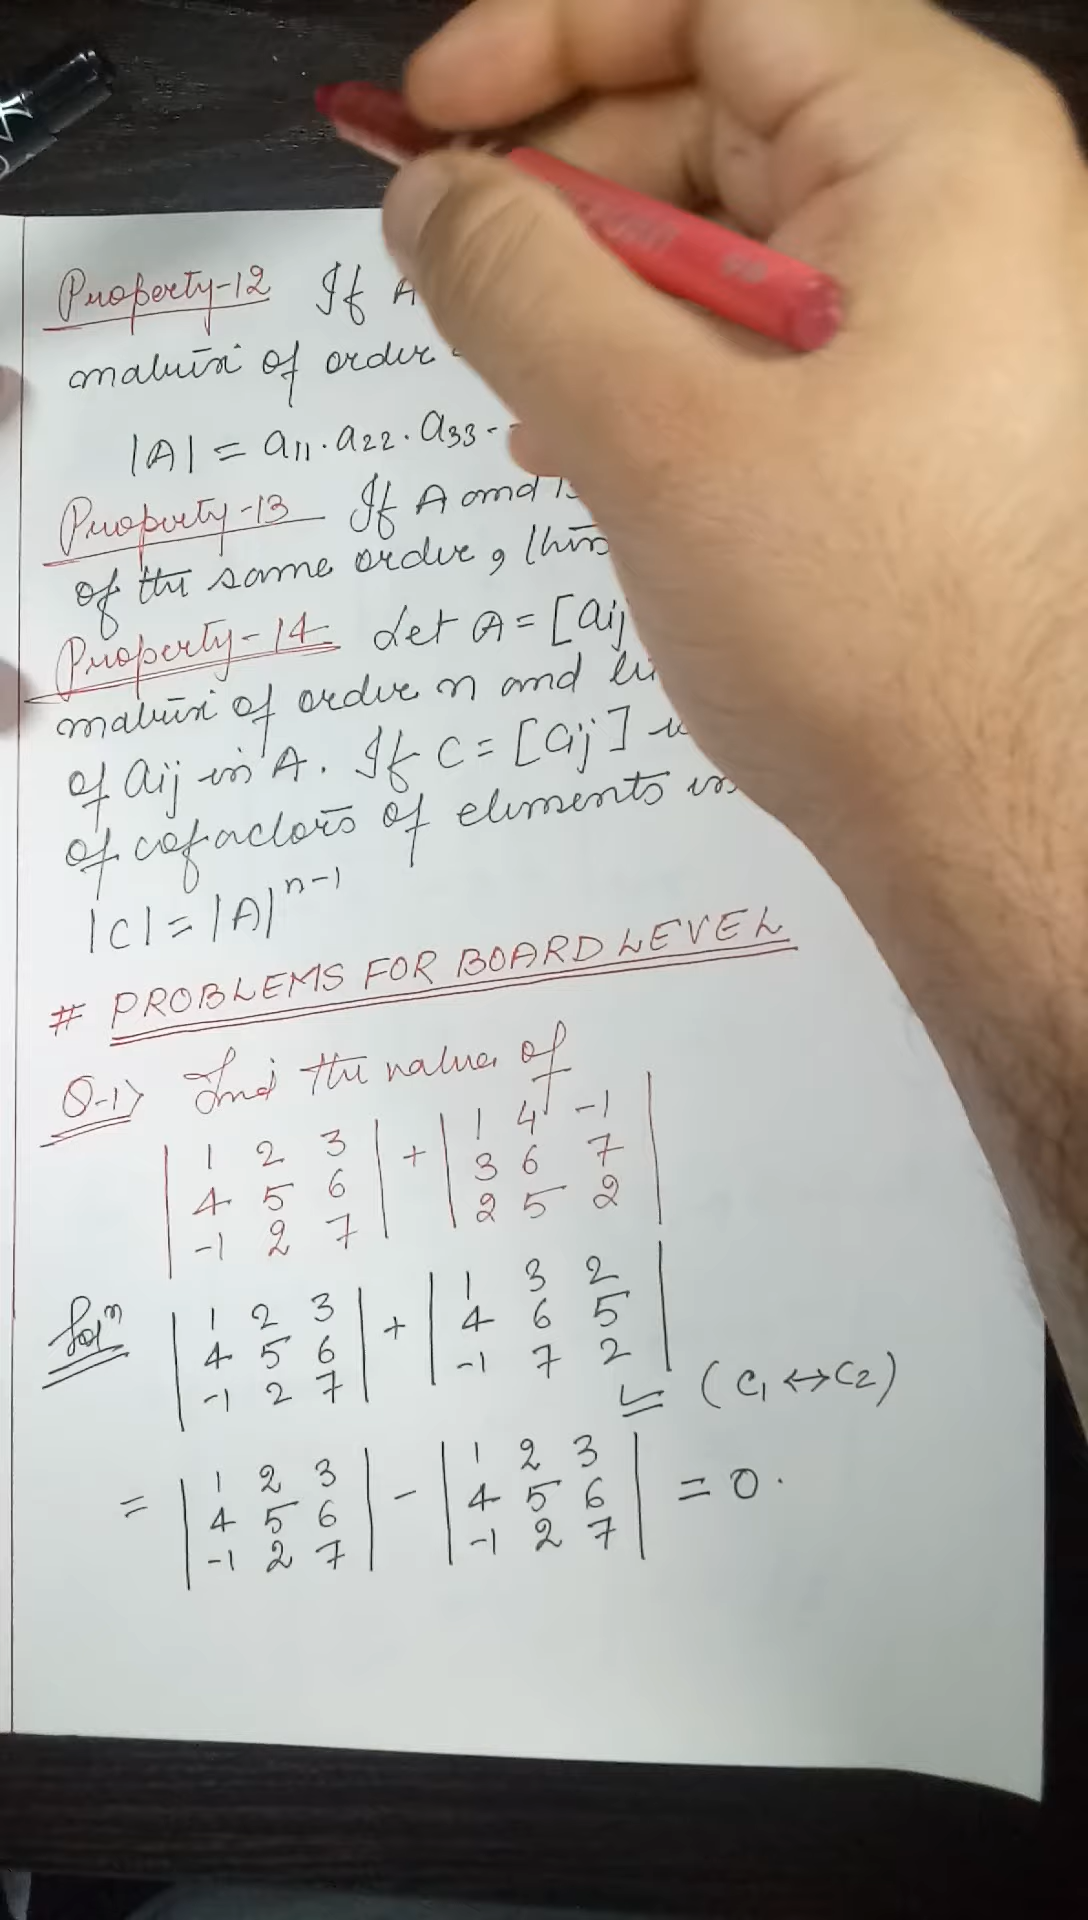 Property-12 If A
matrix of order
|A| = a11.a22.a33--
Property-13 If A and B
of the same order, then
Property-14 Let A = [aij
matrix of order n and
of aij in A. If C = [Cij]
of cofactors of elements in
|C| = |A|^n-1
# PROBLEMS FOR BOARD LEVEL
Q-1> Find the value of
| 1 2 3 | + | 1 4 -1 |
| 4 5 6 | | 3 6 7 |
| -1 2 7 | | 2 5 2 |
Sol^n | 1 2 3 | + | 1 3 2 |
| 4 5 6 | | 4 6 5 |
| -1 2 7 | | -1 7 2 |
(C1 ↔ C2)
= | 1 2 3 | - | 1 2 3 | = 0.
| 4 5 6 | | 4 5 6 |
| -1 2 7 | | -1 2 7 |